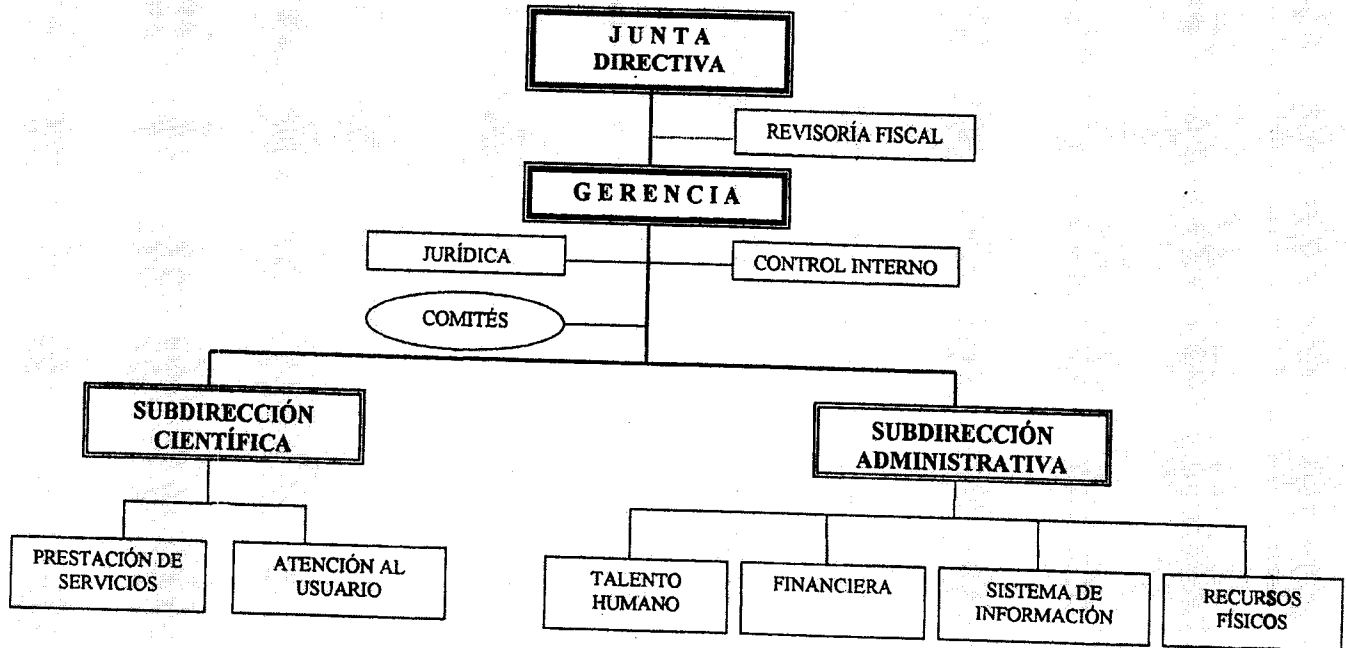 JUNTA
DIRECTIVA
REVISORÍA FISCAL
GERENCIA
JURÍDICA
CONTROL INTERNO
COMITÉS
SUBDIRECCIÓN
CIENTÍFICA
SUBDIRECCIÓN
ADMINISTRATIVA
PRESTACIÓN DE
SERVICIOS
ATENCIÓN AL
USUARIO
TALENTO
HUMANO
FINANCIERA
SISTEMA DE
INFORMACIÓN
RECURSOS
FÍSICOS